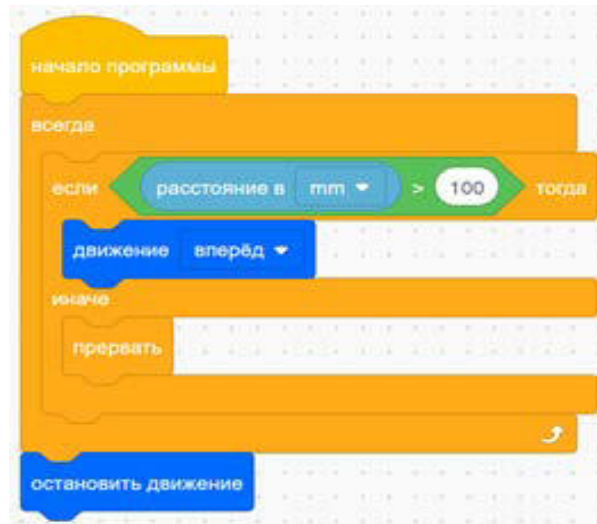 начало программы
всегда
если расстояние в mm > 100 тогда
движение вперёд
иначе
прервать
остановить движение